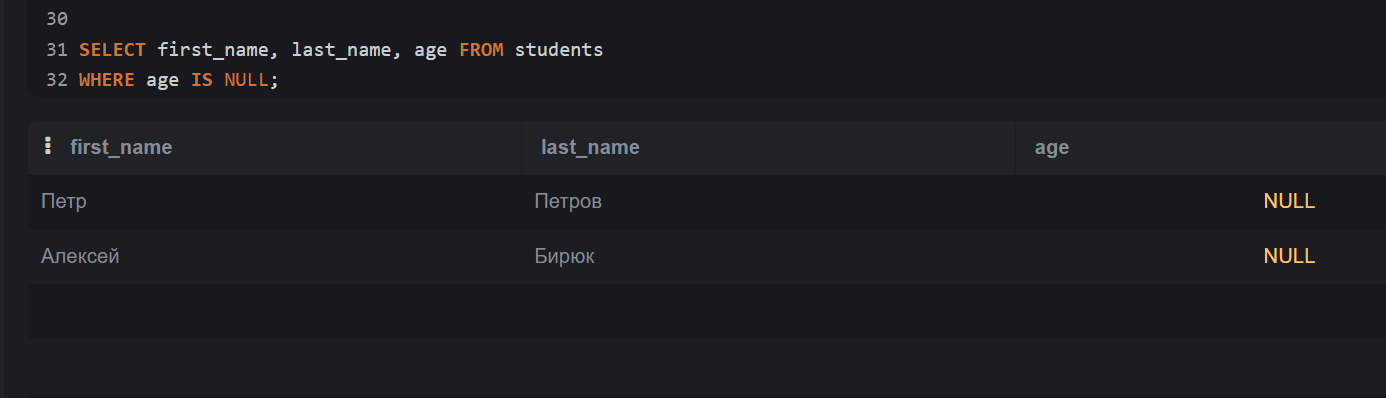 30
31 SELECT first_name, last_name, age FROM students
32 WHERE age IS NULL;
first_name last_name age
Петр Петров NULL
Алексей Бирюк NULL